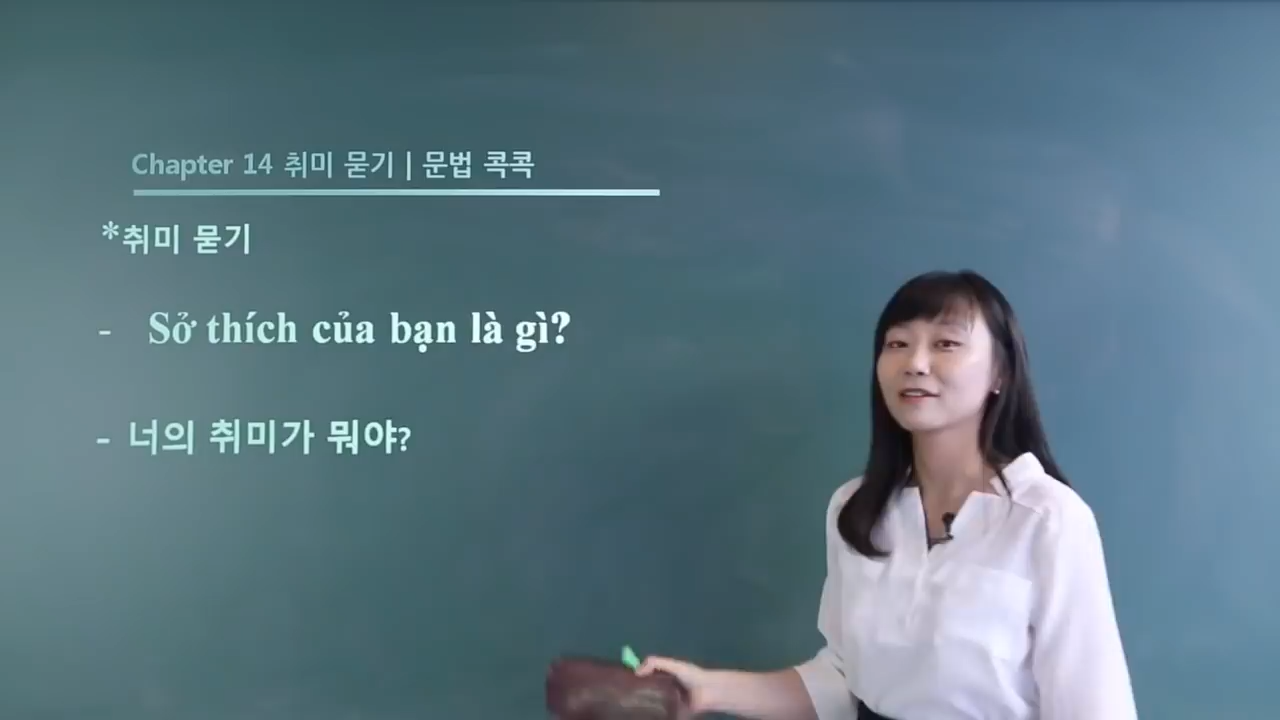 Chapter 14 취미 묻기 | 문법 콕콕
*취미 묻기
- Sở thích của bạn là gì?
- 너의 취미가 뭐야?